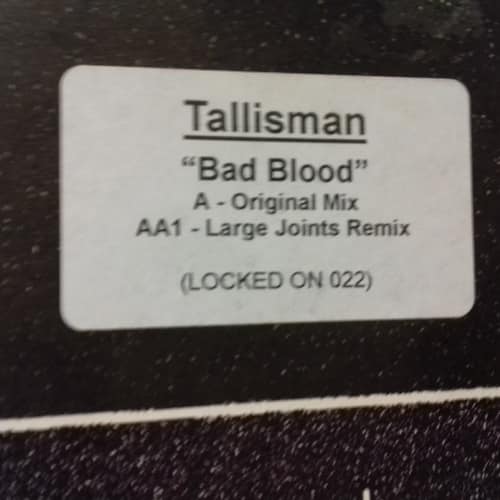 Tallisman
“Bad Blood”
A - Original Mix
AA1 - Large Joints Remix
(LOCKED ON 022)